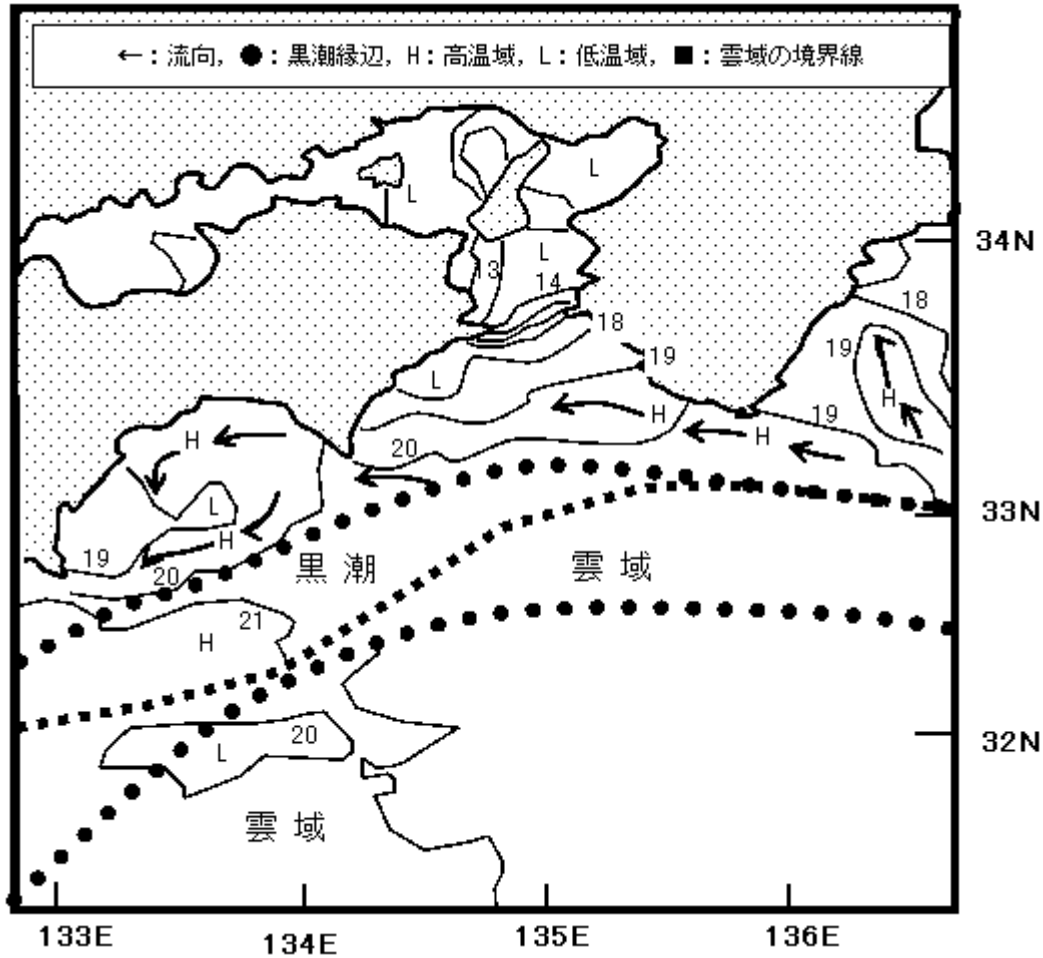 ←：流向，●：黒潮縁辺，H：高温域，L：低温域，■：雲域の境界線
L
L
34N
L
13
14
18
18
19
19
L
H
H
19
H
H
20
33N
L
黒潮
雲域
H
19
20
21
H
20
32N
L
雲域
133E
134E
135E
136E